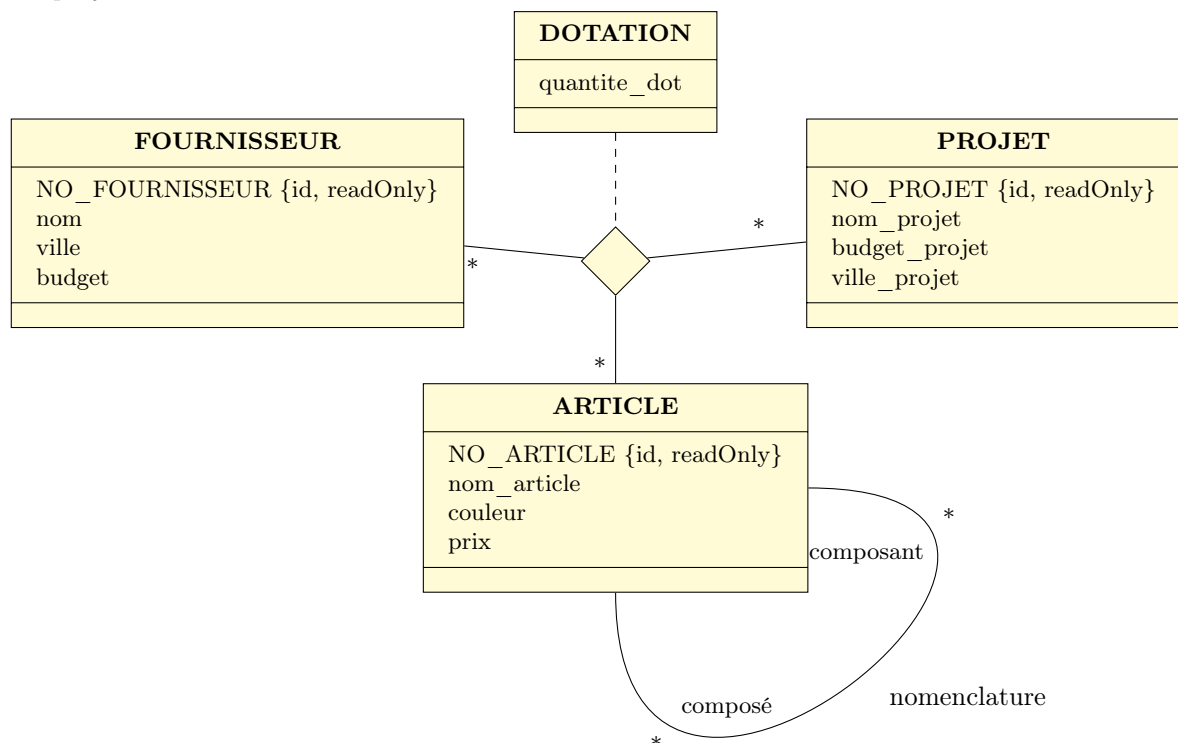 DOTATION
quantite_dot
FOURNISSEUR
NO_FOURNISSEUR {id, readOnly}
nom
ville
budget
*
PROJET
NO_PROJET {id, readOnly}
nom_projet
budget_projet
ville_projet
*
*
ARTICLE
NO_ARTICLE {id, readOnly}
nom_article
couleur
prix
*
composant
composé
nomenclature
*